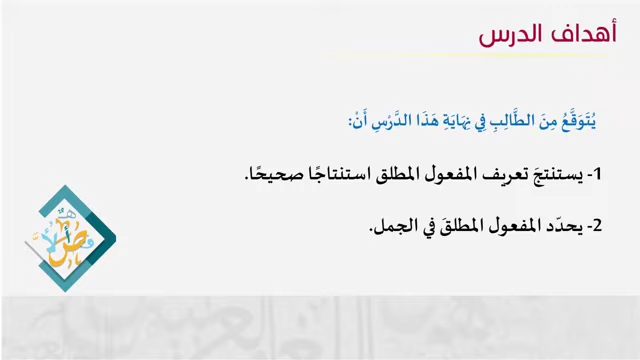 أهداف الدرس
يُتَوَقَّعُ مِنَ الطَّالِبِ فِي نِهَايَةِ هَذَا الدَّرْسِ أَنْ:
1- يستنتجَ تعريف المفعول المطلق استنتاجًا صحيحًا.
2- يحدّد المفعول المطلقَ في الجمل.